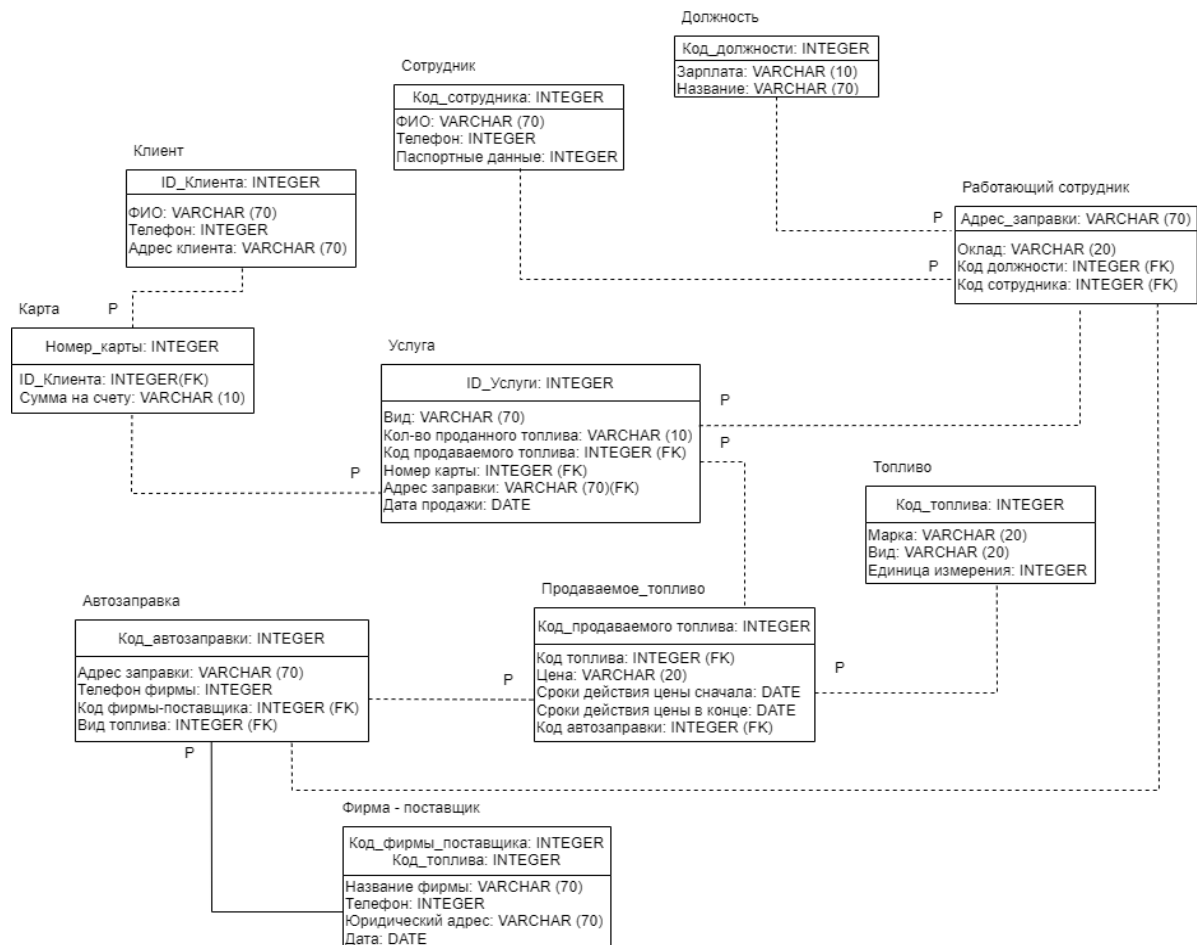 Должность
Код_должности: INTEGER
Зарплата: VARCHAR (10)
Название: VARCHAR (70)
Сотрудник
Код_сотрудника: INTEGER
ФИО: VARCHAR (70)
Телефон: INTEGER
Паспортные данные: INTEGER
Клиент
ID_Клиента: INTEGER
ФИО: VARCHAR (70)
Телефон: INTEGER
Адрес клиента: VARCHAR (70)
Работающий сотрудник
Адрес_заправки: VARCHAR (70)
Оклад: VARCHAR (20)
Код должности: INTEGER (FK)
Код сотрудника: INTEGER (FK)
P
P
Карта
P
Номер_карты: INTEGER
ID_Клиента: INTEGER(FK)
Сумма на счету: VARCHAR (10)
Услуга
ID_Услуги: INTEGER
Вид: VARCHAR (70)
Кол-во проданного топлива: VARCHAR (10)
Код продаваемого топлива: INTEGER (FK)
Номер карты: INTEGER (FK)
Адрес заправки: VARCHAR (70)(FK)
Дата продажи: DATE
P
P
P
Топливо
Код_топлива: INTEGER
Марка: VARCHAR (20)
Вид: VARCHAR (20)
Единица измерения: INTEGER
Автозаправка
Код_автозаправки: INTEGER
Адрес заправки: VARCHAR (70)
Телефон фирмы: INTEGER
Код фирмы-поставщика: INTEGER (FK)
Вид топлива: INTEGER (FK)
P
P
Продаваемое_топливо
Код_продаваемого топлива: INTEGER
Код топлива: INTEGER (FK)
Цена: VARCHAR (20)
Сроки действия цены сначала: DATE
Сроки действия цены в конце: DATE
Код автозаправки: INTEGER (FK)
P
Фирма - поставщик
Код_фирмы_поставщика: INTEGER
Код_топлива: INTEGER
Название фирмы: VARCHAR (70)
Телефон: INTEGER
Юридический адрес: VARCHAR (70)
Дата: DATE